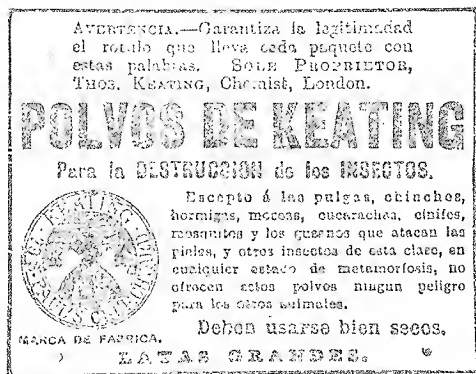 AVERTENCIA.—Garantiza la legitimidad
el rotulo que lleva cada paquete con
estas palabras. SOLE PROPRIETOR,
THOS. KEATING, Chemist, London.
POLVOS DE KEATING
Para la DESTRUCCION de los INSECTOS.
Escepto á las pulgas, chinches,
hormigas, moscas, cucarachas, cinifes,
mosquitos y los gusanos que atacan las
pieles, y otros insectos de esta clase, en
cualquier estado de metamorfosis, no
ofrecen estos polvos ningun peligro
para los otros animales.
KEATING
Deben usarse bien secos.
MARCA DE FABRICA.
LATAS GRANDES.